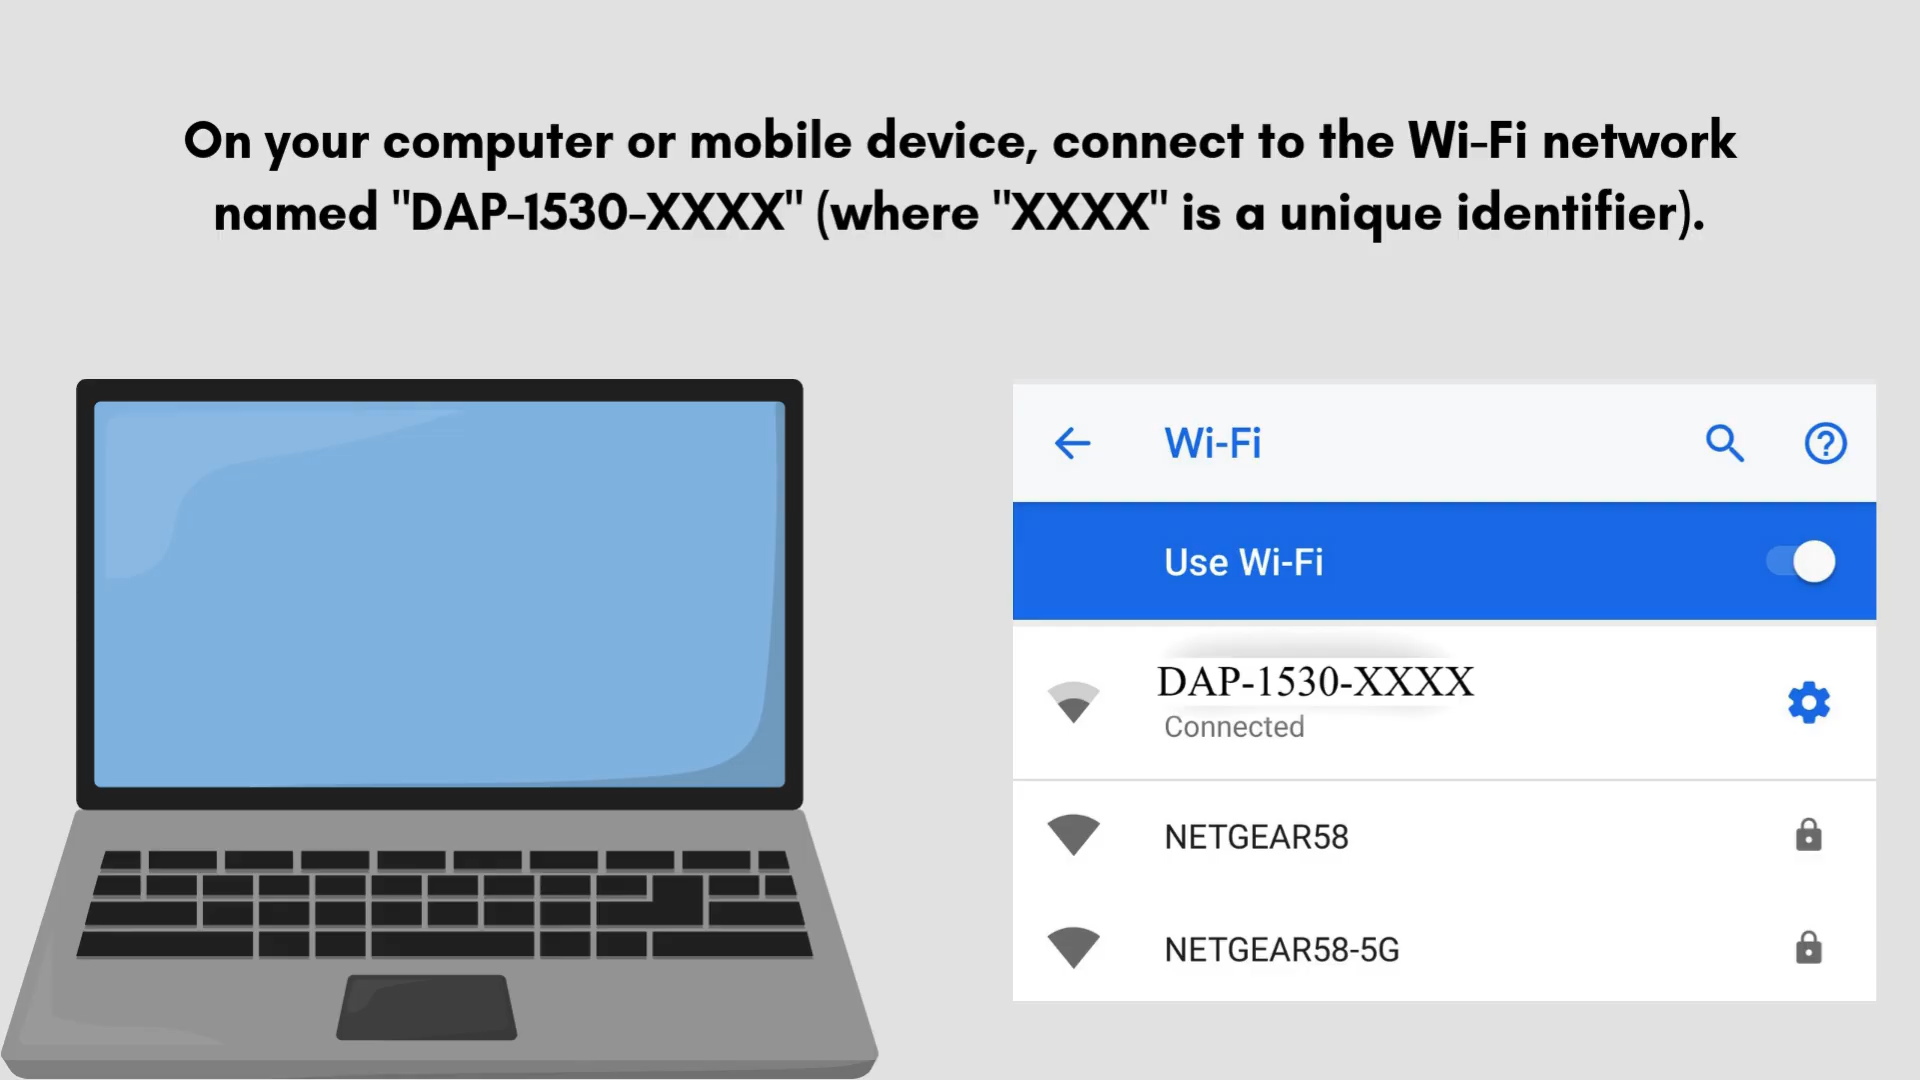 On your computer or mobile device, connect to the Wi-Fi network
named "DAP-1530-XXXX" (where "XXXX" is a unique identifier).
Wi-Fi
Use Wi-Fi
DAP-1530-XXXX
Connected
NETGEAR58
NETGEAR58-5G